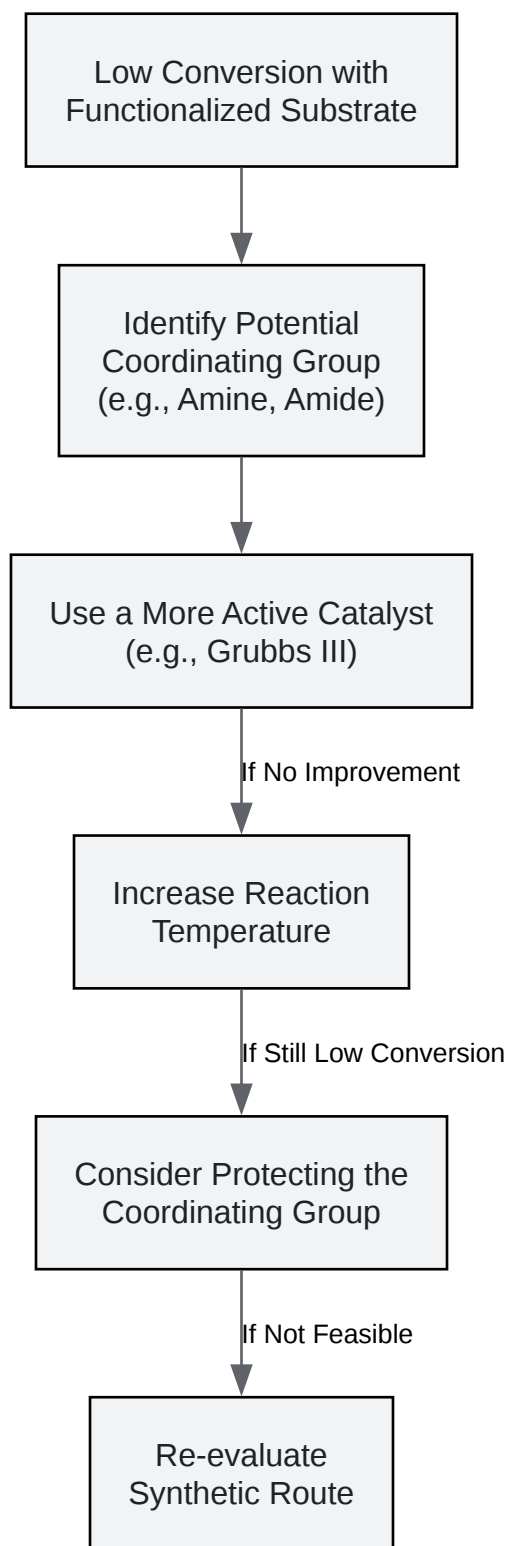 Low Conversion with
Functionalized Substrate
Identify Potential
Coordinating Group
(e.g., Amine, Amide)
Use a More Active Catalyst
(e.g., Grubbs III)
If No Improvement
Increase Reaction
Temperature
If Still Low Conversion
Consider Protecting the
Coordinating Group
If Not Feasible
Re-evaluate
Synthetic Route